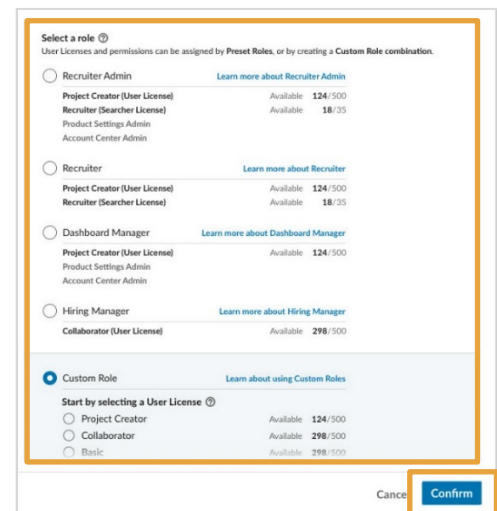 Select a role ?
User Licenses and permissions can be assigned by Preset Roles, or by creating a Custom Role combination.
Recruiter Admin Learn more about Recruiter Admin
Project Creator (User License) Available 124/500
Recruiter (Searcher License) Available 18/35
Product Settings Admin
Account Center Admin
Recruiter Learn more about Recruiter
Project Creator (User License) Available 124/500
Recruiter (Searcher License) Available 18/35
Dashboard Manager Learn more about Dashboard Manager
Project Creator (User License) Available 124/500
Product Settings Admin
Account Center Admin
Hiring Manager Learn more about Hiring Manager
Collaborator (User License) Available 298/500
Custom Role Learn about using Custom Roles
Start by selecting a User License ?
Project Creator Available 124/500
Collaborator Available 298/500
Basic Available 298/500
Cance Confirm